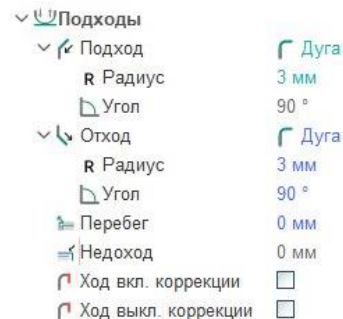 Подходы
Подход Дуга
R Радиус 3 мм
Угол 90 °
Отход Дуга
R Радиус 3 мм
Угол 90 °
Перебег 0 мм
Недоход 0 мм
Ход вкл. коррекции
Ход выкл. коррекции